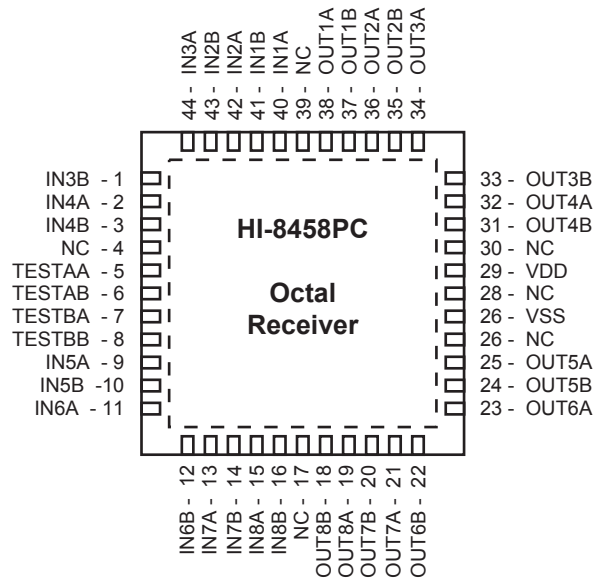 44 - IN3A
43 - IN2B
42 - IN2A
41 - IN1B
40 - IN1A
39 - NC
38 - OUT1A
37 - OUT1B
36 - OUT2A
35 - OUT2B
34 - OUT3A
IN3B - 1
IN4A - 2
IN4B - 3
NC - 4
TESTAA - 5
TESTAB - 6
TESTBA - 7
TESTBB - 8
IN5A - 9
IN5B -10
IN6A - 11
HI-8458PC
Octal
Receiver
33 - OUT3B
32 - OUT4A
31 - OUT4B
30 - NC
29 - VDD
28 - NC
26 - VSS
26 - NC
25 - OUT5A
24 - OUT5B
23 - OUT6A
IN6B - 12
IN7A - 13
IN7B - 14
IN8A - 15
IN8B - 16
NC - 17
OUT8B - 18
OUT8A - 19
OUT7B - 20
OUT7A - 21
OUT6B - 22